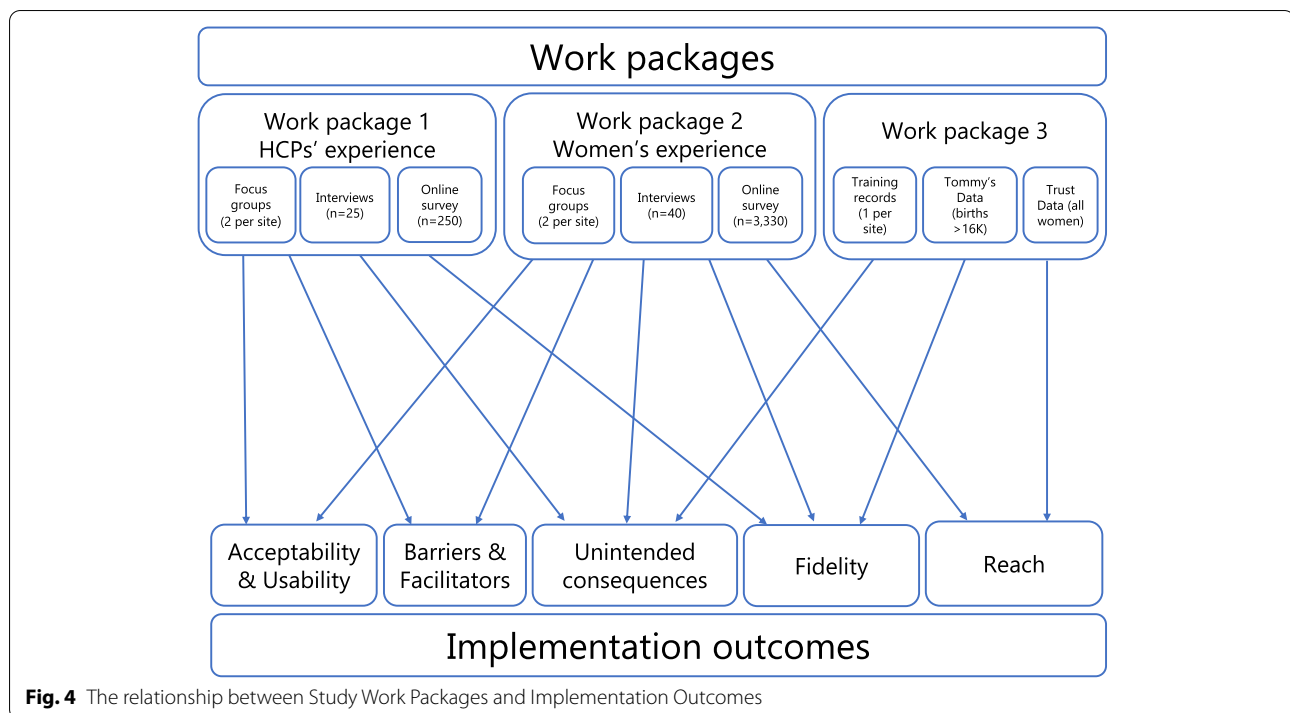 Work packages
Work package 1
HCPs’ experience
Focus
groups
(2 per site)
Interviews
(n=25)
Online
survey
(n=250)
Work package 2
Women’s experience
Focus
groups
(2 per site)
Interviews
(n=40)
Online
survey
(n=3,330)
Work package 3
Training
records
(1 per
site)
Tommy’s
Data
(births
>16K)
Trust
Data (all
women)
Acceptability
& Usability
Barriers &
Facilitators
Unintended
consequences
Fidelity
Reach
Implementation outcomes
Fig. 4 The relationship between Study Work Packages and Implementation Outcomes